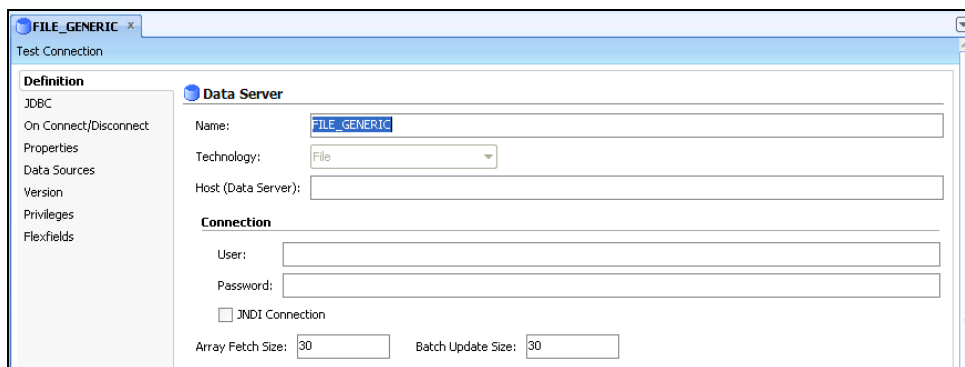 FILE_GENERIC x
Test Connection
Definition
JDBC
On Connect/Disconnect
Properties
Data Sources
Version
Privileges
Flexfields
Data Server
Name: FILE_GENERIC
Technology: File
Host (Data Server):
Connection
User:
Password:
JNDI Connection
Array Fetch Size: 30 Batch Update Size: 30